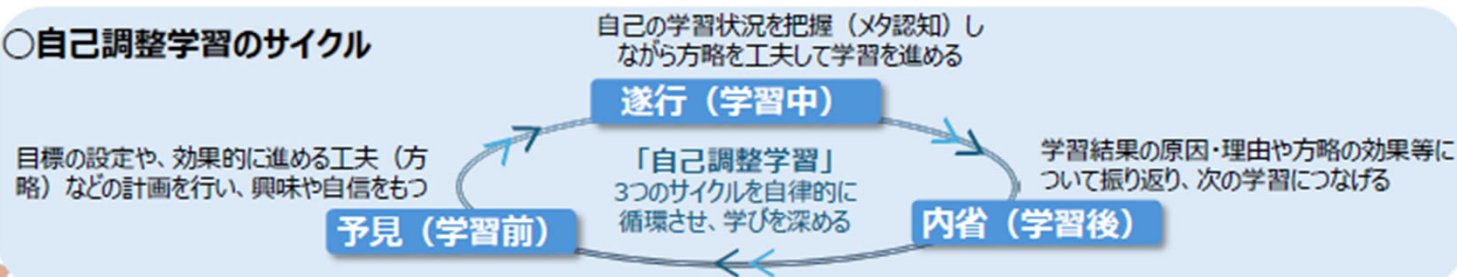 ○自己調整学習のサイクル
自己の学習状況を把握（メタ認知）し
ながら方略を工夫して学習を進める
遂行（学習中）
目標の設定や、効果的に進める工夫（方
略）などの計画を行い、興味や自信をもつ
予見（学習前）
「自己調整学習」
3つのサイクルを自律的に
循環させ、学びを深める
学習結果の原因・理由や方略の効果等に
ついて振り返り、次の学習につなげる
内省（学習後）